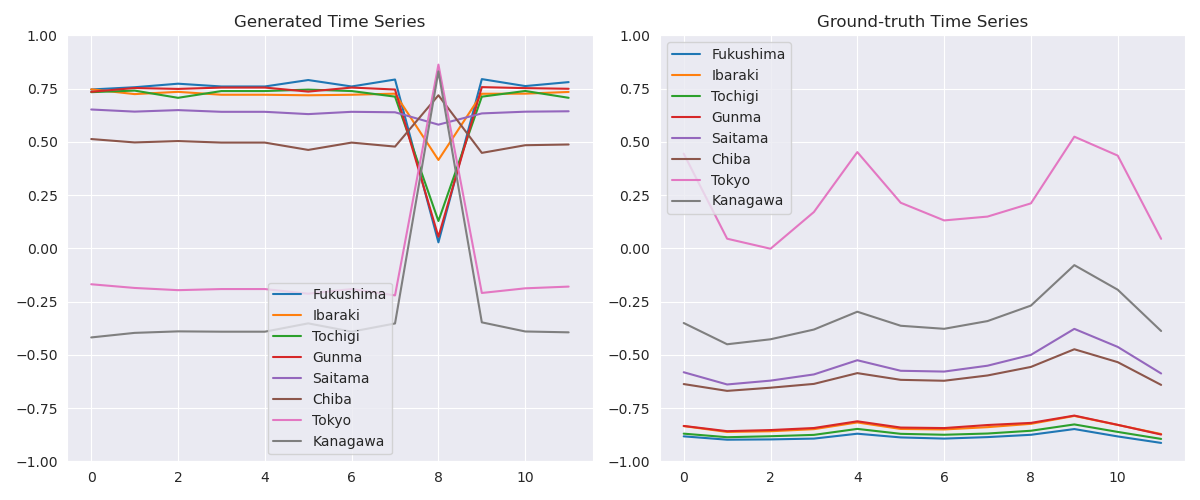 Generated Time Series
1.00
0.75
0.50
0.25
0.00
−0.25
−0.50
−0.75
−1.00
0 2 4 6 8 10
Fukushima
Ibaraki
Tochigi
Gunma
Saitama
Chiba
Tokyo
Kanagawa
Ground-truth Time Series
1.00
0.75
0.50
0.25
0.00
−0.25
−0.50
−0.75
−1.00
0 2 4 6 8 10
Fukushima
Ibaraki
Tochigi
Gunma
Saitama
Chiba
Tokyo
Kanagawa